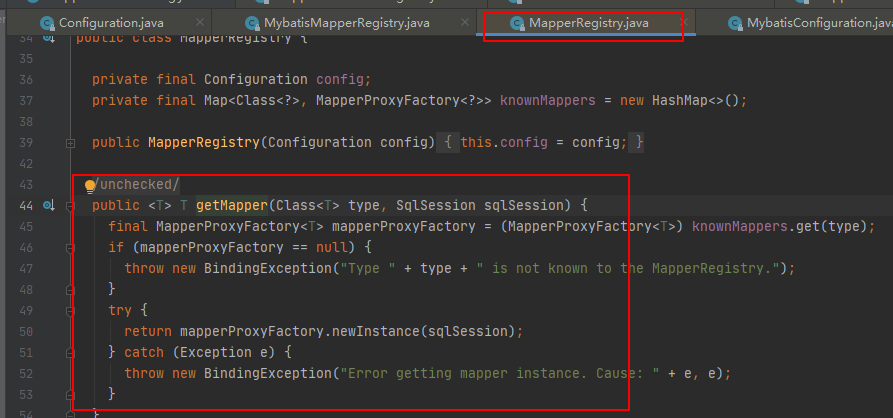 Configuration.java MybatisMapperRegistry.java MapperRegistry.java MybatisConfiguration.java
34 public class MapperRegistry {
35
36 private final Configuration config;
37 private final Map<Class<?>, MapperProxyFactory<?>> knownMappers = new HashMap<>();
38
39 public MapperRegistry(Configuration config) { this.config = config; }
42
43 /unchecked/
44 public <T> T getMapper(Class<T> type, SqlSession sqlSession) {
45 final MapperProxyFactory<T> mapperProxyFactory = (MapperProxyFactory<T>) knownMappers.get(type);
46 if (mapperProxyFactory == null) {
47 throw new BindingException("Type " + type + " is not known to the MapperRegistry.");
48 }
49 try {
50 return mapperProxyFactory.newInstance(sqlSession);
51 } catch (Exception e) {
52 throw new BindingException("Error getting mapper instance. Cause: " + e, e);
53 }
54 }